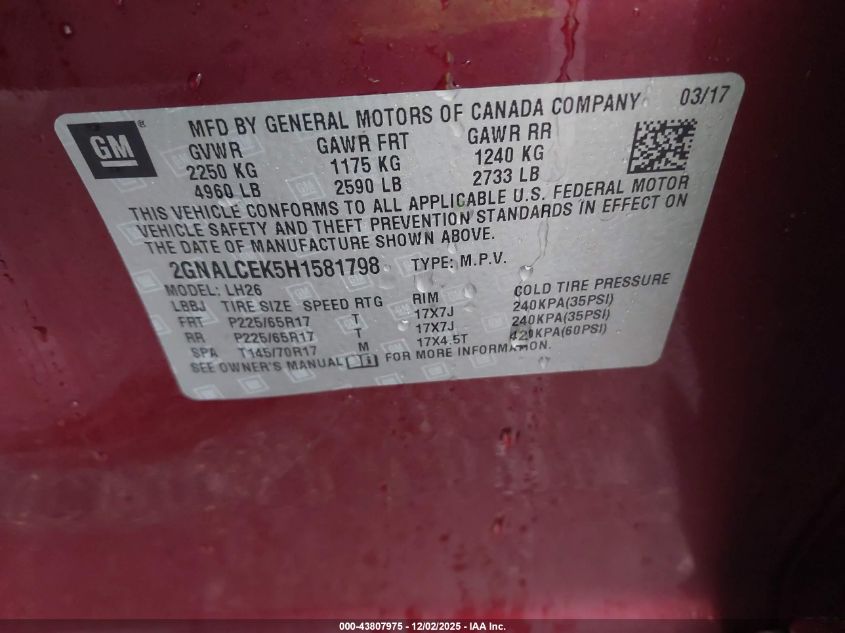 GM ®
MFD BY GENERAL MOTORS OF CANADA COMPANY 03/17
GVWR GAWR FRT GAWR RR
2250 KG 1175 KG 1240 KG
4960 LB 2590 LB 2733 LB
THIS VEHICLE CONFORMS TO ALL APPLICABLE U.S. FEDERAL MOTOR
VEHICLE SAFETY AND THEFT PREVENTION STANDARDS IN EFFECT ON
THE DATE OF MANUFACTURE SHOWN ABOVE.
2GNALCEK5H1581798 TYPE: M.P.V.
MODEL: LH26
LBBJ TIRE SIZE SPEED RTG RIM COLD TIRE PRESSURE
FRT P225/65R17 T 17X7J 240KPA(35PSI)
RR P225/65R17 T 17X7J 240KPA(35PSI)
SPA T145/70R17 M 17X4.5T 420KPA(60PSI)
SEE OWNER'S MANUAL FOR MORE INFORMATION.
000-43807975 - 12/02/2025 - IAA Inc.